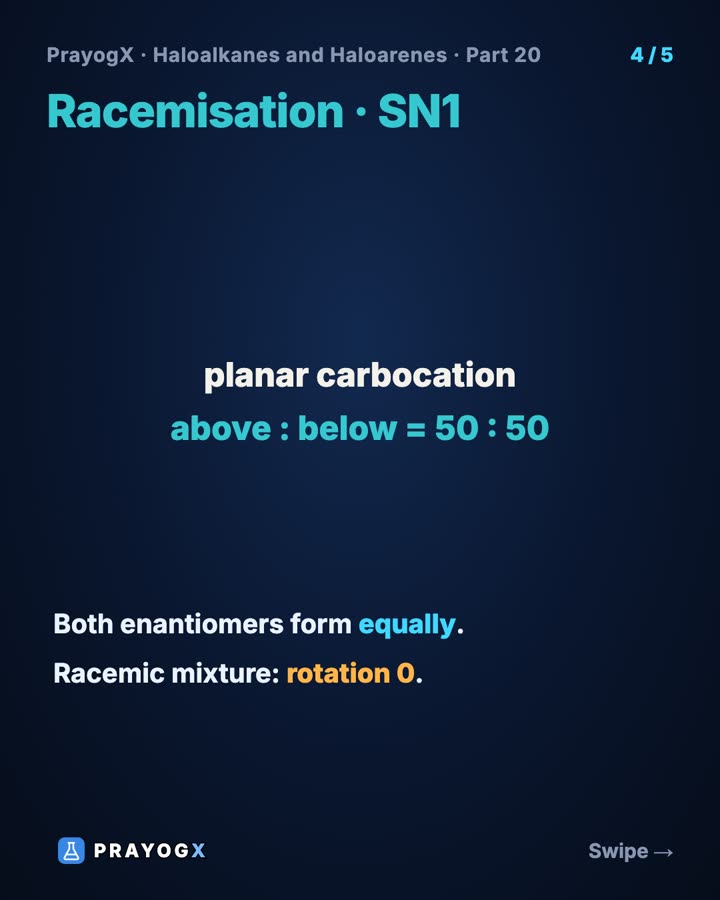 PrayogX · Haloalkanes and Haloarenes · Part 20
4 / 5
Racemisation · SN1
planar carbocation
above : below = 50 : 50
Both enantiomers form equally.
Racemic mixture: rotation 0.
PRAYOGX
Swipe →